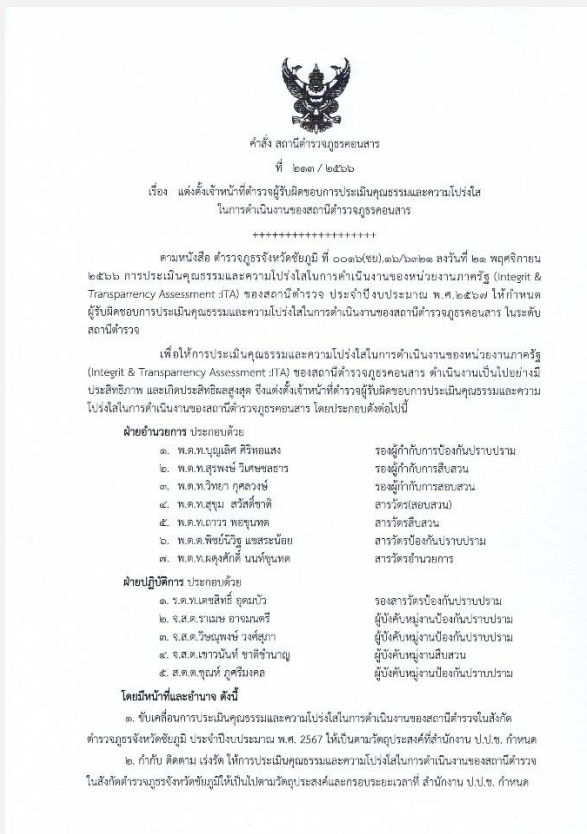 คำสั่ง สถานีตำรวจภูธรคอนสาร
ที่ ๒๑๓ / ๒๕๖๖
เรื่อง แต่งตั้งเจ้าหน้าที่ตำรวจผู้รับผิดชอบการประเมินคุณธรรมและความโปร่งใส
ในการดำเนินงานของสถานีตำรวจภูธรคอนสาร
+++++++++++++++++++
ตามหนังสือ ตำรวจภูธรจังหวัดชัยภูมิ ที่ ๐๐๑๖(ชย).๑๖/๖๓๒๑ ลงวันที่ ๒๑ พฤศจิกายน
๒๕๖๖ การประเมินคุณธรรมและความโปร่งใสในการดำเนินงานของหน่วยงานภาครัฐ (Integrit &
Transparrency Assessment :ITA) ของสถานีตำรวจ ประจำปีงบประมาณ พ.ศ.๒๕๖๗ ให้กำหนด
ผู้รับผิดชอบการประเมินคุณธรรมและความโปร่งใสในการดำเนินงานของสถานีตำรวจภูธรคอนสาร ในระดับ
สถานีตำรวจ
เพื่อให้การประเมินคุณธรรมและความโปร่งใสในการดำเนินงานของหน่วยงานภาครัฐ
(Integrit & Transparrency Assessment :ITA) ของสถานีตำรวจภูธรคอนสาร ดำเนินงานเป็นไปอย่างมี
ประสิทธิภาพ และเกิดประสิทธิผลสูงสุด จึงแต่งตั้งเจ้าหน้าที่ตำรวจผู้รับผิดชอบการประเมินคุณธรรมและความ
โปร่งใสในการดำเนินงานของสถานีตำรวจภูธรคอนสาร โดยประกอบดังต่อไปนี้
ฝ่ายอำนวยการ ประกอบด้วย
๑. พ.ต.ท.บุญเลิศ ศิริทอแสง รองผู้กำกับการป้องกันปราบปราม
๒. พ.ต.ท.สุรพงษ์ วิเศษชลธาร รองผู้กำกับการสืบสวน
๓. พ.ต.ท.วิทยา กุศลวงษ์ รองผู้กำกับการสอบสวน
๔. พ.ต.ท.สุขุม สวัสดิ์ชาติ สารวัตร(สอบสวน)
๕. พ.ต.ท.ถาวร พอขุนทด สารวัตรสืบสวน
๖. พ.ต.ต.พิชย์นิวิฐ แขสระน้อย สารวัตรป้องกันปราบปราม
๗. พ.ต.ท.ผดุงศักดิ์ นนท์ขุนทด สารวัตรอำนวยการ
ฝ่ายปฏิบัติการ ประกอบด้วย
๑. ร.ต.ท.เตชสิทธิ์ อุดมบัว รองสารวัตรป้องกันปราบปราม
๒. จ.ส.ต.ราเมษ อาจมนตรี ผู้บังคับหมู่งานป้องกันปราบปราม
๓. จ.ส.ต.วิษณุพงษ์ วงศ์สุภา ผู้บังคับหมู่งานป้องกันปราบปราม
๔. จ.ส.ต.เชาวนันท์ ชาติชำนาญ ผู้บังคับหมู่งานสืบสวน
๕. ส.ต.ต.ชุณห์ ภูศรีมงคล ผู้บังคับหมู่งานป้องกันปราบปราม
โดยมีหน้าที่และอำนาจ ดังนี้
๑. ขับเคลื่อนการประเมินคุณธรรมและความโปร่งใสในการดำเนินงานของสถานีตำรวจในสังกัด
ตำรวจภูธรจังหวัดชัยภูมิ ประจำปีงบประมาณ พ.ศ. 2567 ให้เป็นตามวัตถุประสงค์ที่สำนักงาน ป.ป.ช. กำหนด
๒. กำกับ ติดตาม เร่งรัด ให้การประเมินคุณธรรมและความโปร่งใสในการดำเนินงานของสถานีตำรวจ
ในสังกัดตำรวจภูธรจังหวัดชัยภูมิให้เป็นไปตามวัตถุประสงค์และกรอบระยะเวลาที่ สำนักงาน ป.ป.ช. กำหนด